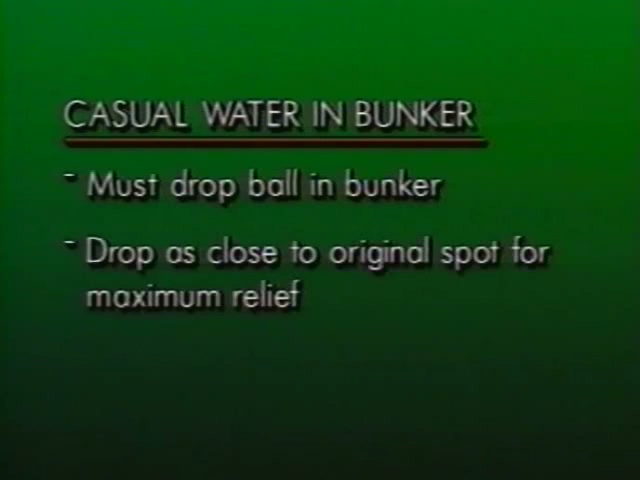 CASUAL WATER IN BUNKER
- Must drop ball in bunker
- Drop as close to original spot for
maximum relief